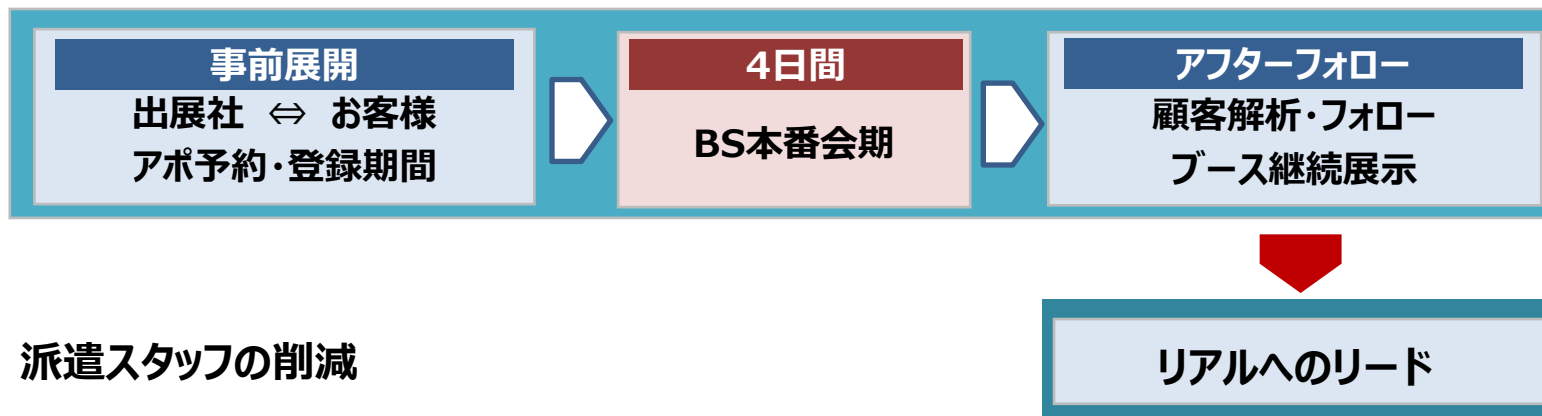 事前展開
出展社 ⇔ お客様
アポ予約・登録期間
4日間
BS本番会期
アフターフォロー
顧客解析・フォロー
ブース継続展示
派遣スタッフの削減
リアルへのリード